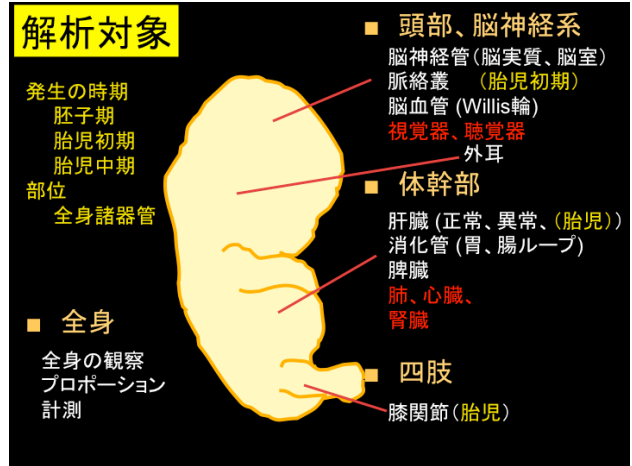 解析対象
発生の時期
胚子期
胎児初期
胎児中期
部位
全身諸器管
■ 全身
全身の観察
プロポーション
計測
■ 頭部、脳神経系
脳神経管(脳実質、脳室)
脈絡叢 (胎児初期)
脳血管 (Willis輪)
視覚器、聴覚器
外耳
■ 体幹部
肝臓 (正常、異常、(胎児))
消化管 (胃、腸ループ)
脾臓
肺、心臓、
腎臓
■ 四肢
膝関節(胎児)